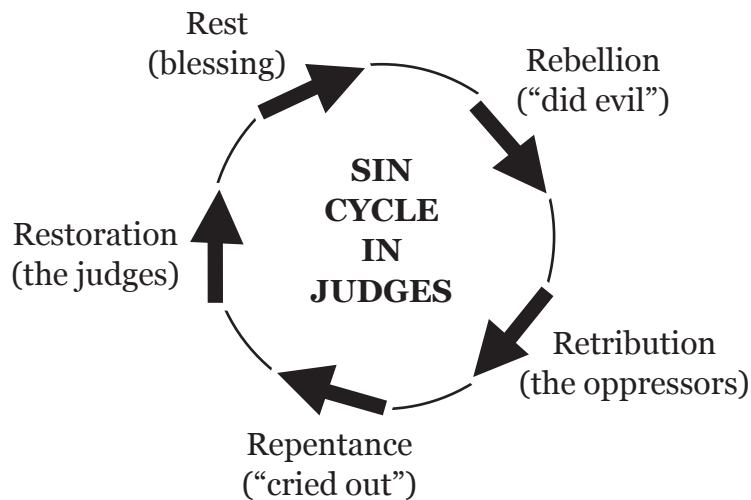 Rest
(blessing)
Rebellion
(“did evil”)
SIN
CYCLE
IN
JUDGES
Restoration
(the judges)
Retribution
(the oppressors)
Repentance
(“cried out”)